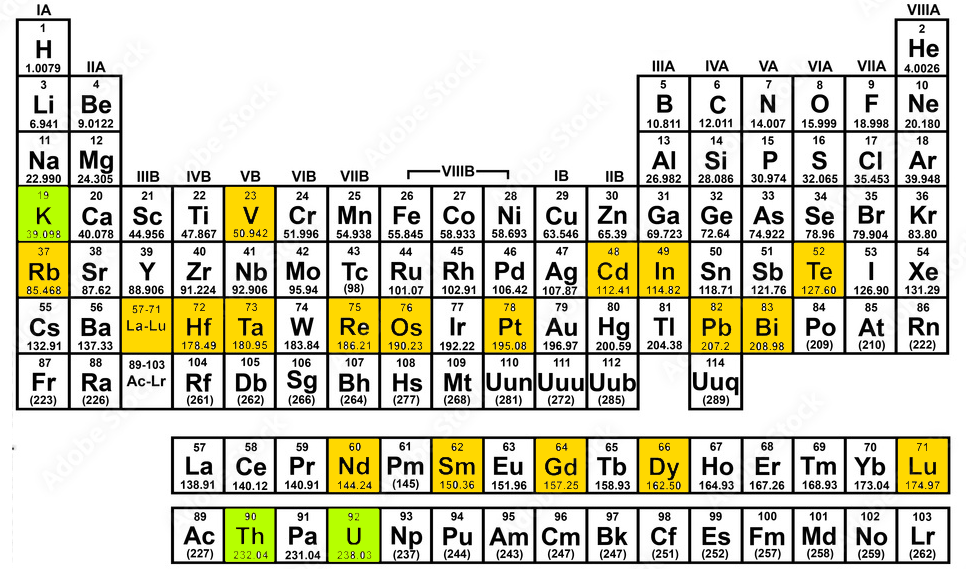 IA VIIIA
1 2
H He
1.0079 4.0026
IIA IIIA IVA VA VIA VIIA
3 4 5 6 7 8 9 10
Li Be B C N O F Ne
6.941 9.0122 10.811 12.011 14.007 15.999 18.998 20.180
11 12 13 14 15 16 17 18
Na Mg Al Si P S Cl Ar
22.990 24.305 26.982 28.086 30.974 32.065 35.453 39.948
IIIB IVB VB VIB VIIB VIIIB IB IIB
19 20 21 22 23 24 25 26 27 28 29 30 31 32 33 34 35 36
K Ca Sc Ti V Cr Mn Fe Co Ni Cu Zn Ga Ge As Se Br Kr
39.098 40.078 44.956 47.867 50.942 51.996 54.938 55.845 58.933 58.693 63.546 65.39 69.723 72.64 74.922 78.96 79.904 83.80
37 38 39 40 41 42 43 44 45 46 47 48 49 50 51 52 53 54
Rb Sr Y Zr Nb Mo Tc Ru Rh Pd Ag Cd In Sn Sb Te I Xe
85.468 87.62 88.906 91.224 92.906 95.94 (98) 101.07 102.91 106.42 107.87 112.41 114.82 118.71 121.76 127.60 126.90 131.29
55 56 57-71 72 73 74 75 76 77 78 79 80 81 82 83 84 85 86
Cs Ba La-Lu Hf Ta W Re Os Ir Pt Au Hg Tl Pb Bi Po At Rn
132.91 137.33 178.49 180.95 183.84 186.21 190.23 192.22 195.08 196.97 200.59 204.38 207.2 208.98 (209) (210) (222)
87 88 89-103 104 105 106 107 108 109 110 111 112 114
Fr Ra Ac-Lr Rf Db Sg Bh Hs Mt Uun Uuu Uub Uuq
(223) (226) (261) (262) (266) (264) (277) (268) (281) (272) (285) (289)
57 58 59 60 61 62 63 64 65 66 67 68 69 70 71
La Ce Pr Nd Pm Sm Eu Gd Tb Dy Ho Er Tm Yb Lu
138.91 140.12 140.91 144.24 (145) 150.36 151.96 157.25 158.93 162.50 164.93 167.26 168.93 173.04 174.97
89 90 91 92 93 94 95 96 97 98 99 100 101 102 103
Ac Th Pa U Np Pu Am Cm Bk Cf Es Fm Md No Lr
(227) 232.04 231.04 238.03 (237) (244) (243) (247) (247) (251) (252) (257) (258) (259) (262)
Adobe Stock